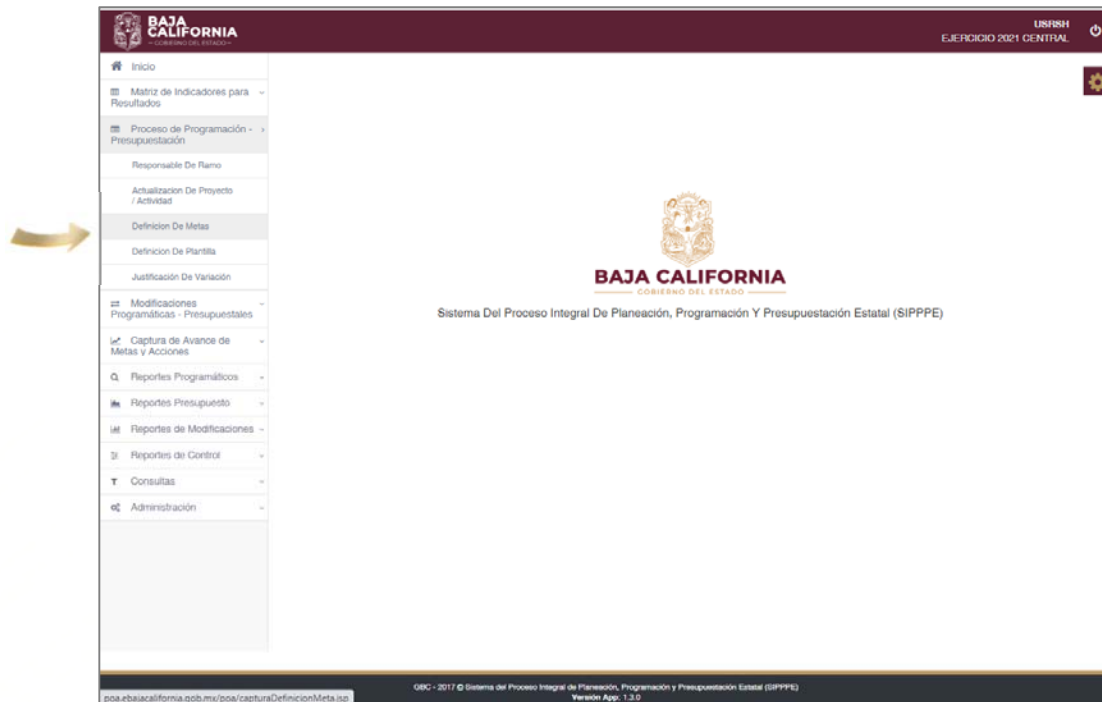 BAJA
CALIFORNIA
GOBIERNO DEL ESTADO
USRSH
EJERCICIO 2021 CENTRAL
Inicio
Matriz de Indicadores para
Resultados
Proceso de Programación -
Presupuestación
Responsable De Ramo
Actualizacion De Proyecto
/ Actividad
Definicion De Metas
Definicion De Plantilla
Justificación De Variación
Modificaciones
Programáticas - Presupuestales
Captura de Avance de
Metas y Acciones
Reportes Programáticos
Reportes Presupuesto
Reportes de Modificaciones
Reportes de Control
Consultas
Administración
BAJA CALIFORNIA
GOBIERNO DEL ESTADO
Sistema Del Proceso Integral De Planeación, Programación Y Presupuestación Estatal (SIPPPE)
GBC - 2017 © Sistema del Proceso Integral de Planeación, Programación y Presupuestación Estatal (SIPPPE)
Versión App: 1.3.0
poa.ebajacalifornia.gob.mx/poa/capturaDefinicionMeta.jsp